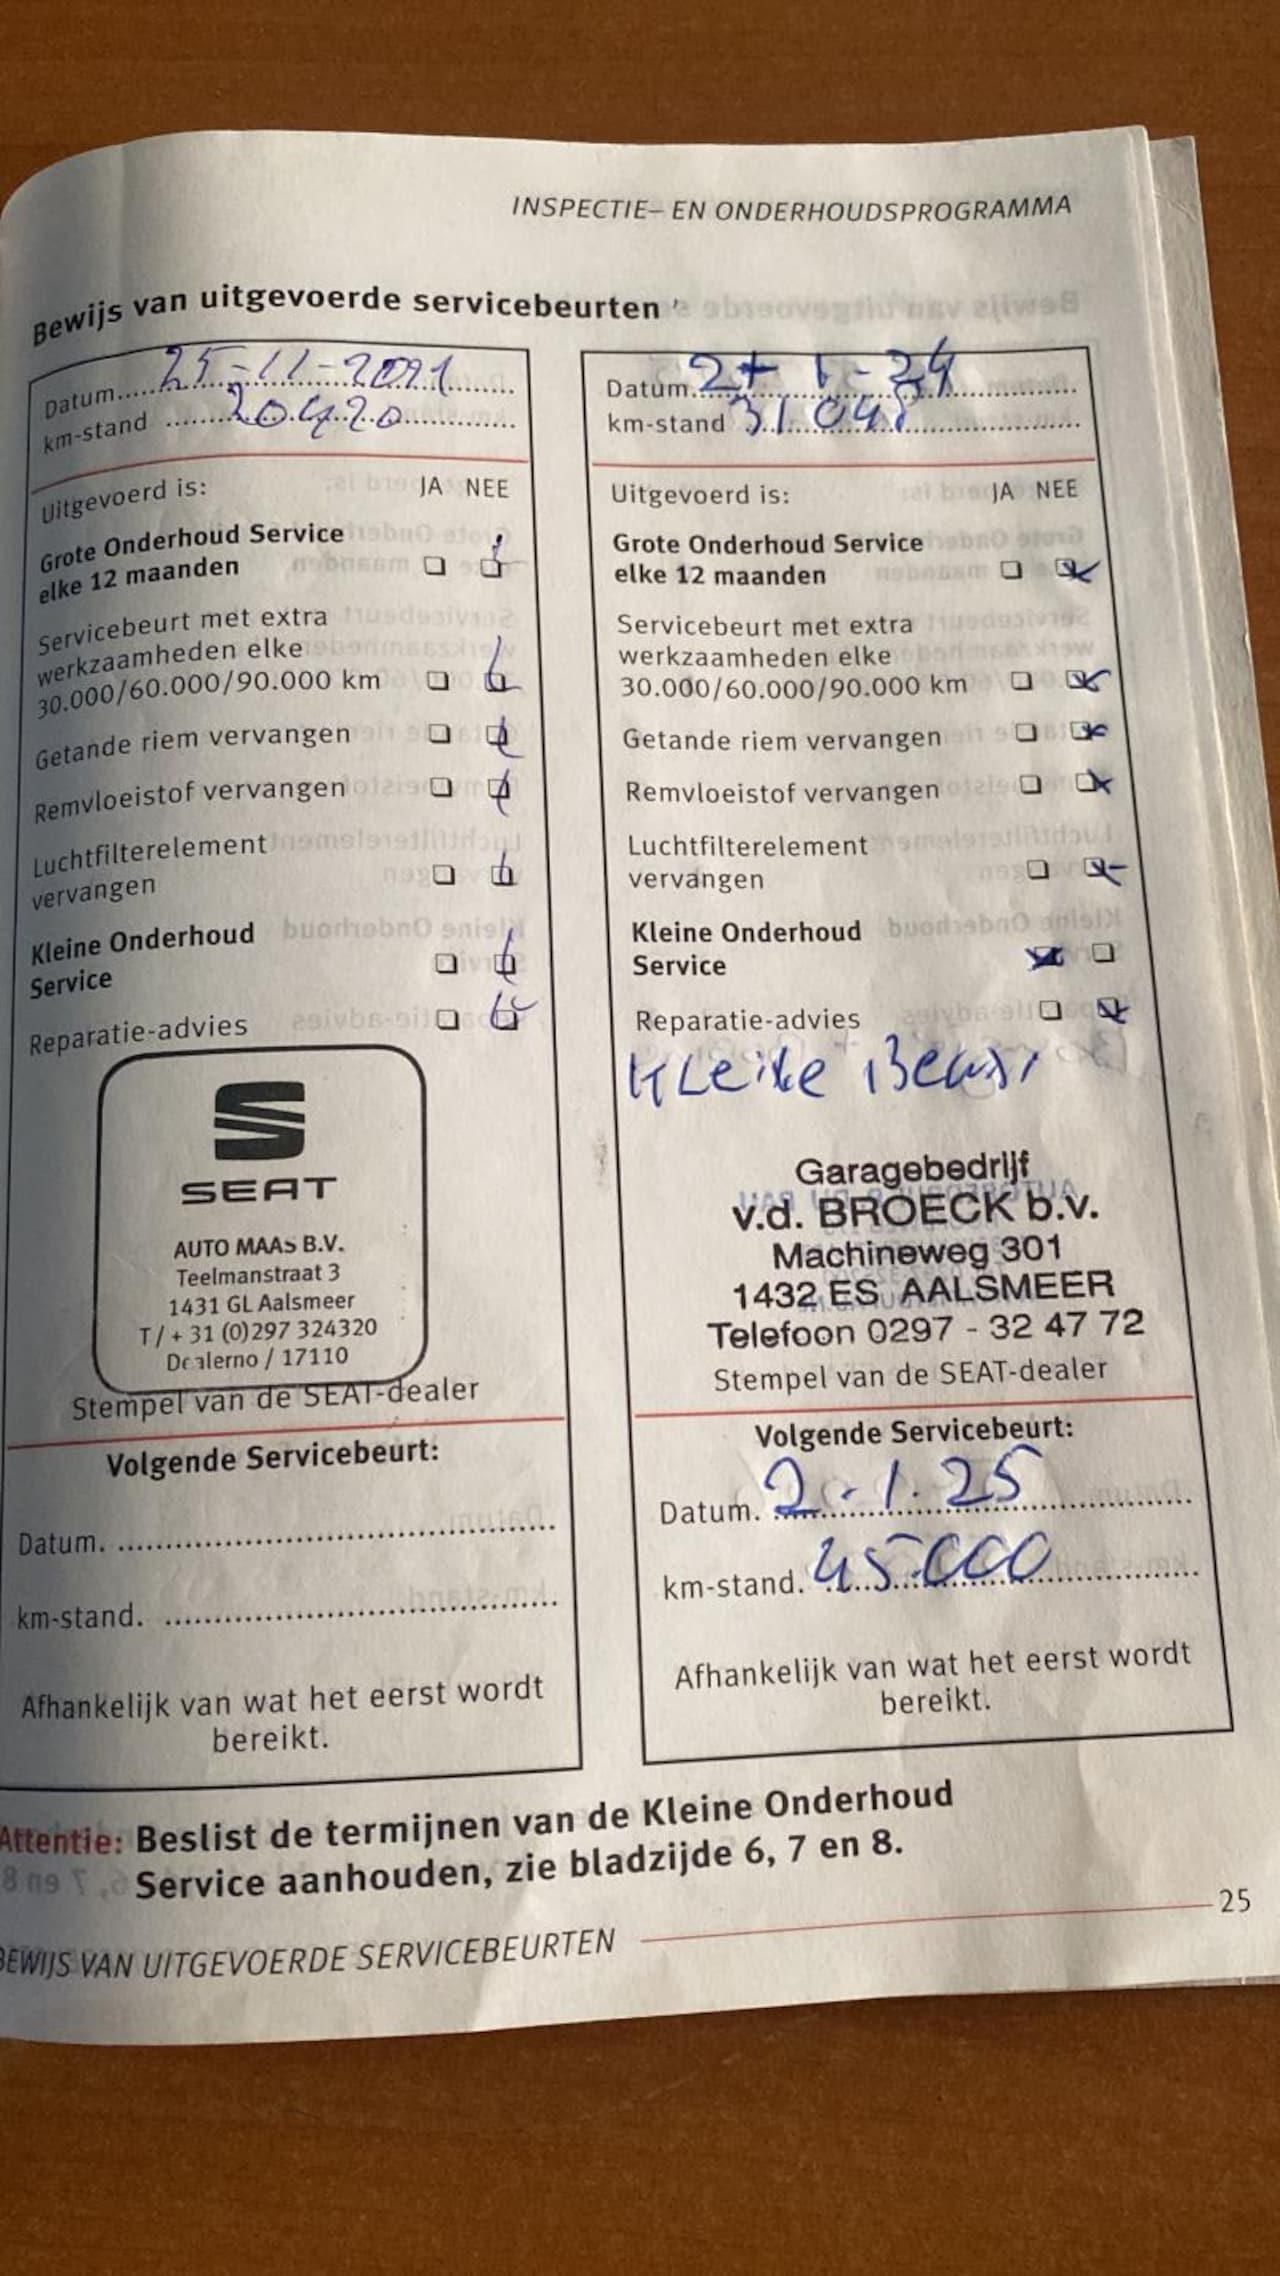 INSPECTIE– EN ONDERHOUDSPROGRAMMA
Bewijs van uitgevoerde servicebeurten
Datum 25-11-2021
km-stand 20420
Uitgevoerd is: JA NEE
Grote Onderhoud Service
elke 12 maanden
Servicebeurt met extra
werkzaamheden elke
30.000/60.000/90.000 km
Getande riem vervangen
Remvloeistof vervangen
Luchtfilterelement
vervangen
Kleine Onderhoud
Service
Reparatie-advies
SEAT
AUTO MAAS B.V.
Teelmanstraat 3
1431 GL Aalsmeer
T / + 31 (0)297 324320
Dealerno / 17110
Stempel van de SEAT-dealer
Volgende Servicebeurt:
Datum.
km-stand.
Afhankelijk van wat het eerst wordt
bereikt.
Datum
km-stand 31.048
Uitgevoerd is: JA NEE
Grote Onderhoud Service
elke 12 maanden
Servicebeurt met extra
werkzaamheden elke
30.000/60.000/90.000 km
Getande riem vervangen
Remvloeistof vervangen
Luchtfilterelement
vervangen
Kleine Onderhoud
Service
Reparatie-advies
Kleine Beurt
Garagebedrijf
v.d. BROECK b.v.
Machineweg 301
1432 ES AALSMEER
Telefoon 0297 - 32 47 72
Stempel van de SEAT-dealer
Volgende Servicebeurt:
Datum. 2.1.25
km-stand. 45.000
Afhankelijk van wat het eerst wordt
bereikt.
Attentie: Beslist de termijnen van de Kleine Onderhoud
Service aanhouden, zie bladzijde 6, 7 en 8.
25
BEWIJS VAN UITGEVOERDE SERVICEBEURTEN